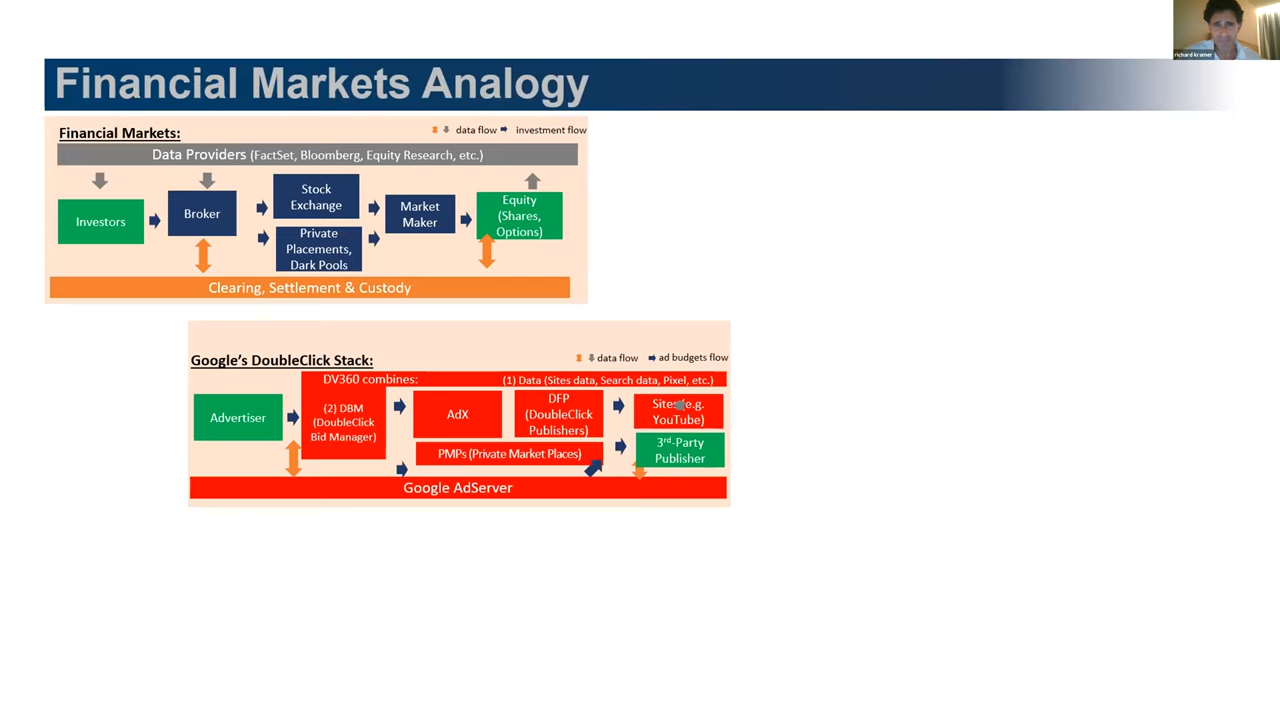 richard kramer
Financial Markets Analogy
Financial Markets:
data flow
investment flow
Data Providers (FactSet, Bloomberg, Equity Research, etc.)
Investors
Broker
Stock
Exchange
Private
Placements,
Dark Pools
Market
Maker
Equity
(Shares,
Options)
Clearing, Settlement & Custody
Google's DoubleClick Stack:
data flow
ad budgets flow
DV360 combines:
(1) Data (Sites data, Search data, Pixel, etc.)
Advertiser
(2) DBM
(DoubleClick
Bid Manager)
AdX
DFP
(DoubleClick
Publishers)
PMPs (Private Market Places)
Sites (e.g.
YouTube)
3rd-Party
Publisher
Google AdServer